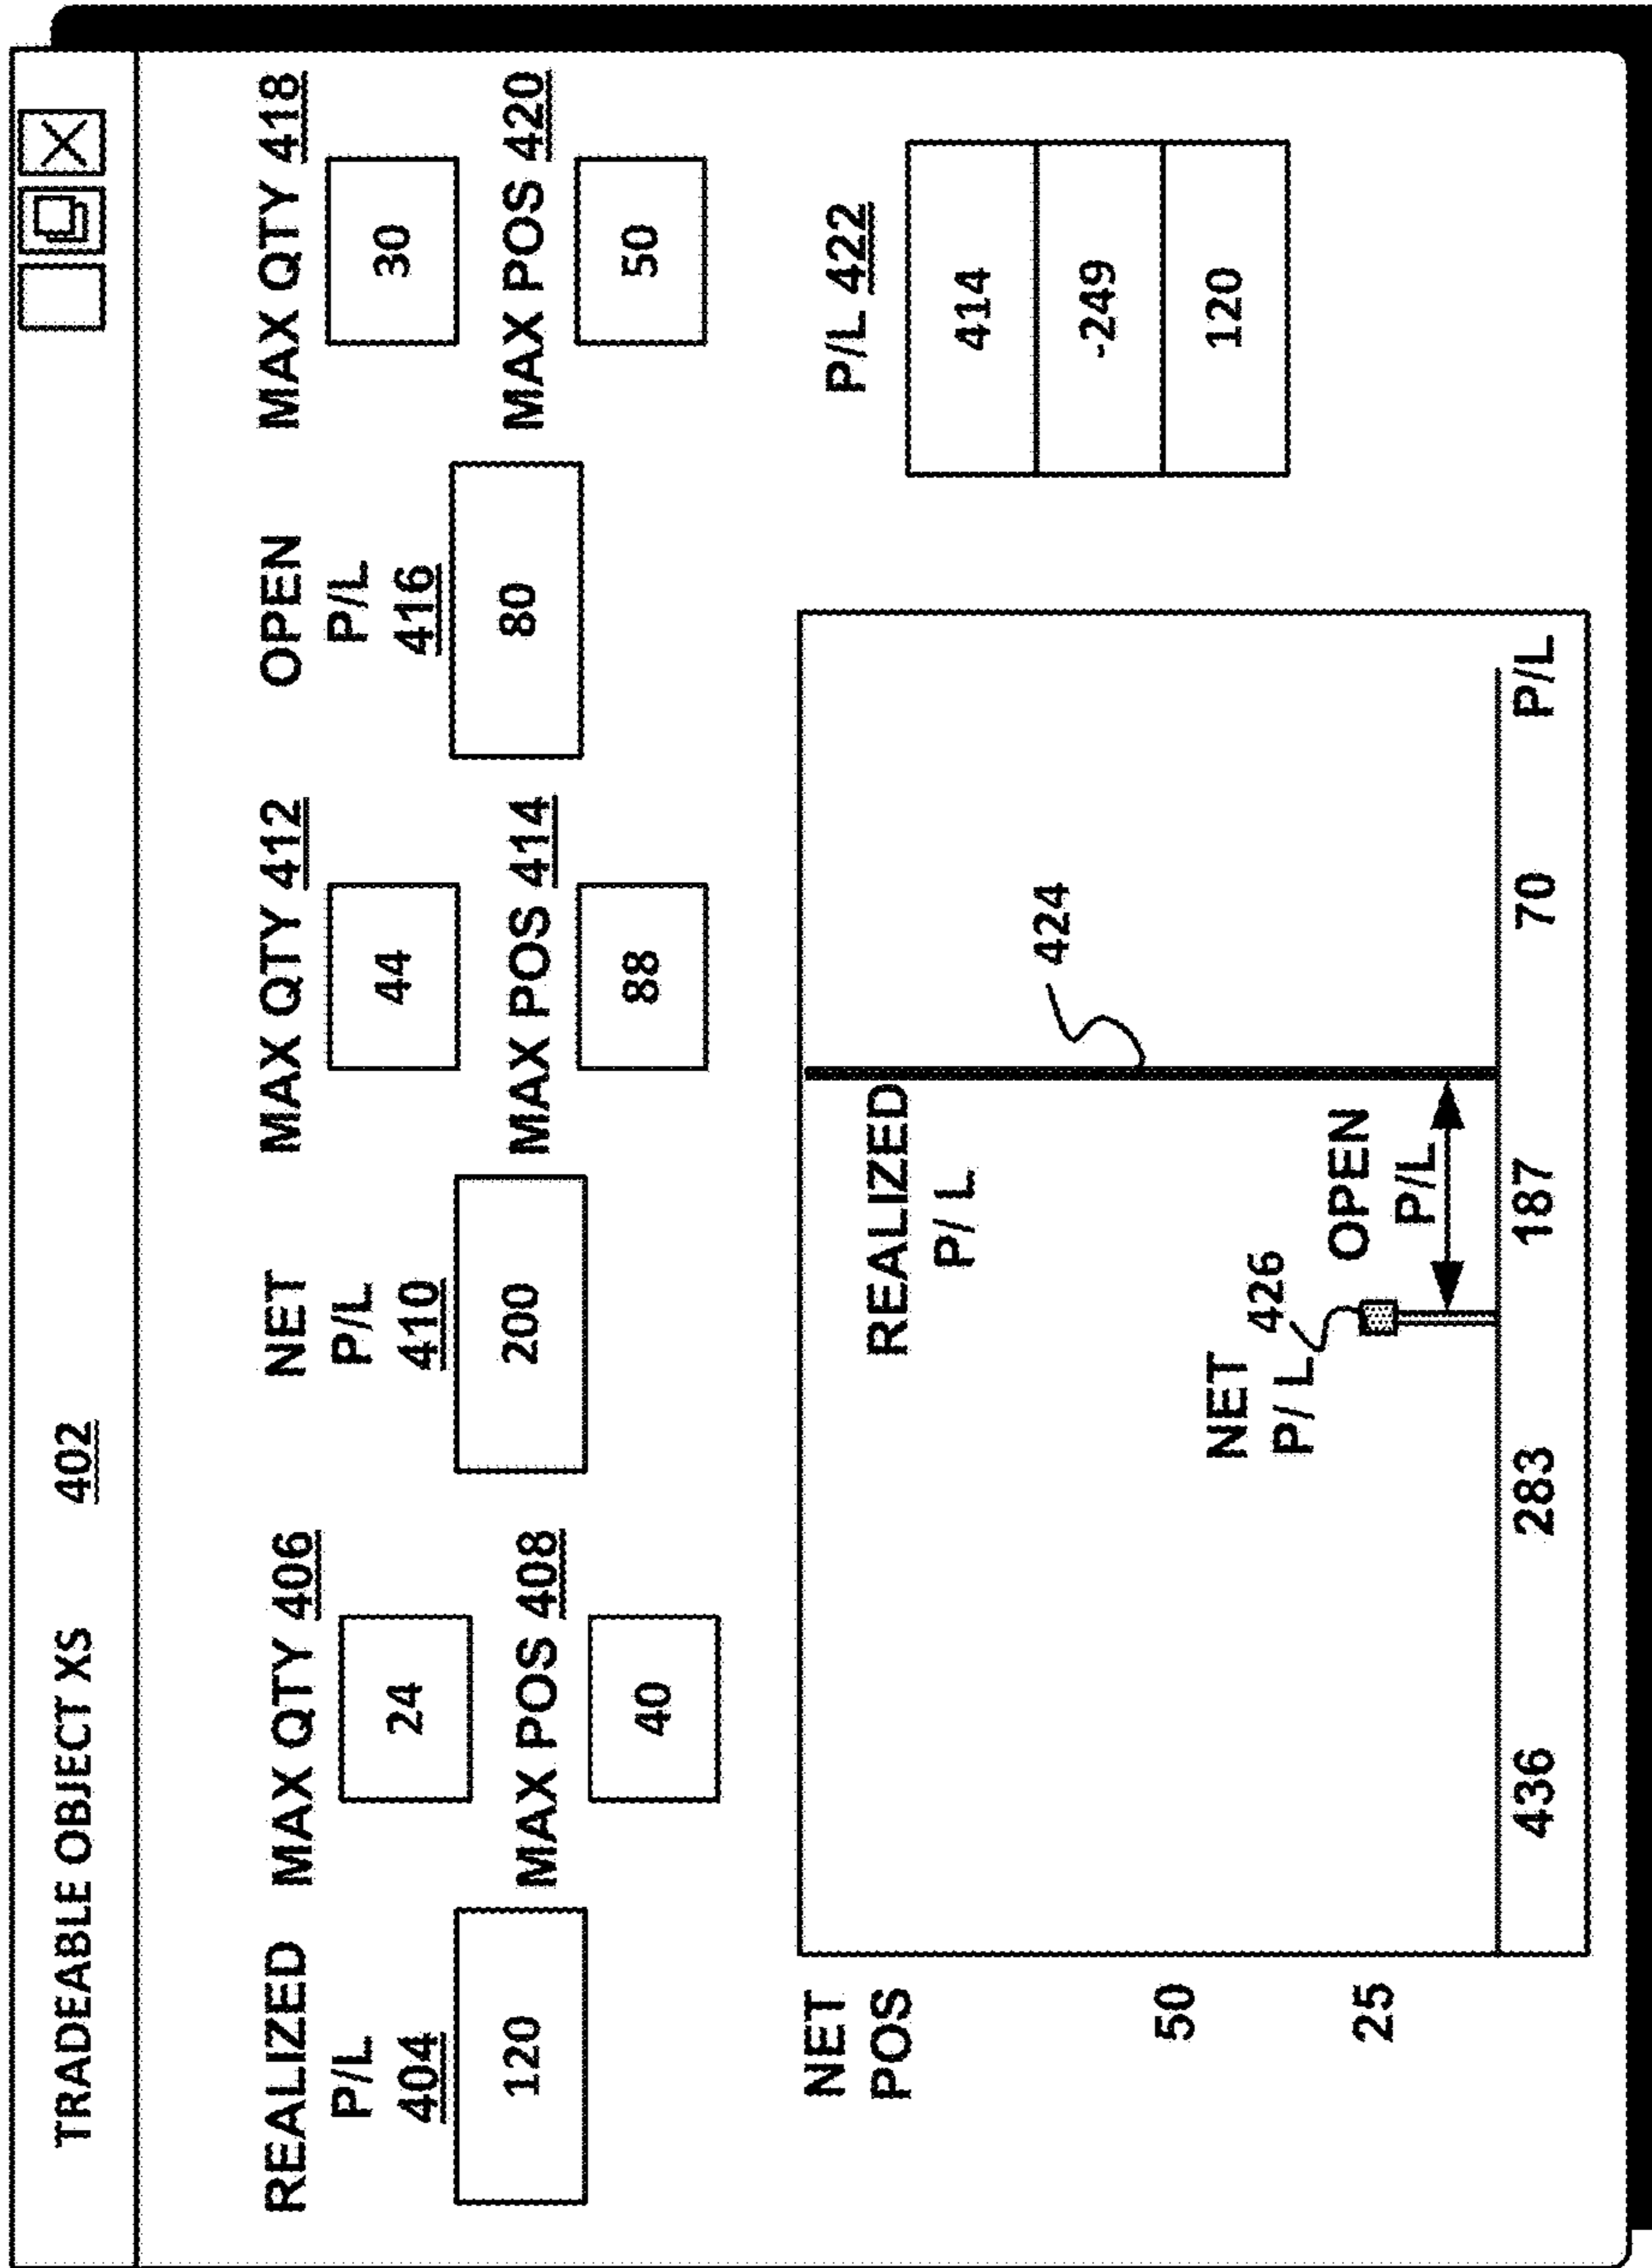 TRADEABLE OBJECT XS 402
REALIZED
P/L
404
120
MAX QTY 406
24
MAX POS 408
40
NET
P/L
410
200
MAX QTY 412
44
MAX POS 414
88
OPEN
P/L
416
80
MAX QTY 418
30
MAX POS 420
50
NET
POS
50
25
REALIZED
P/ L
424
NET
P/ L
426
OPEN
P/L
436 283 187 70 P/L
P/L 422
414
-249
120